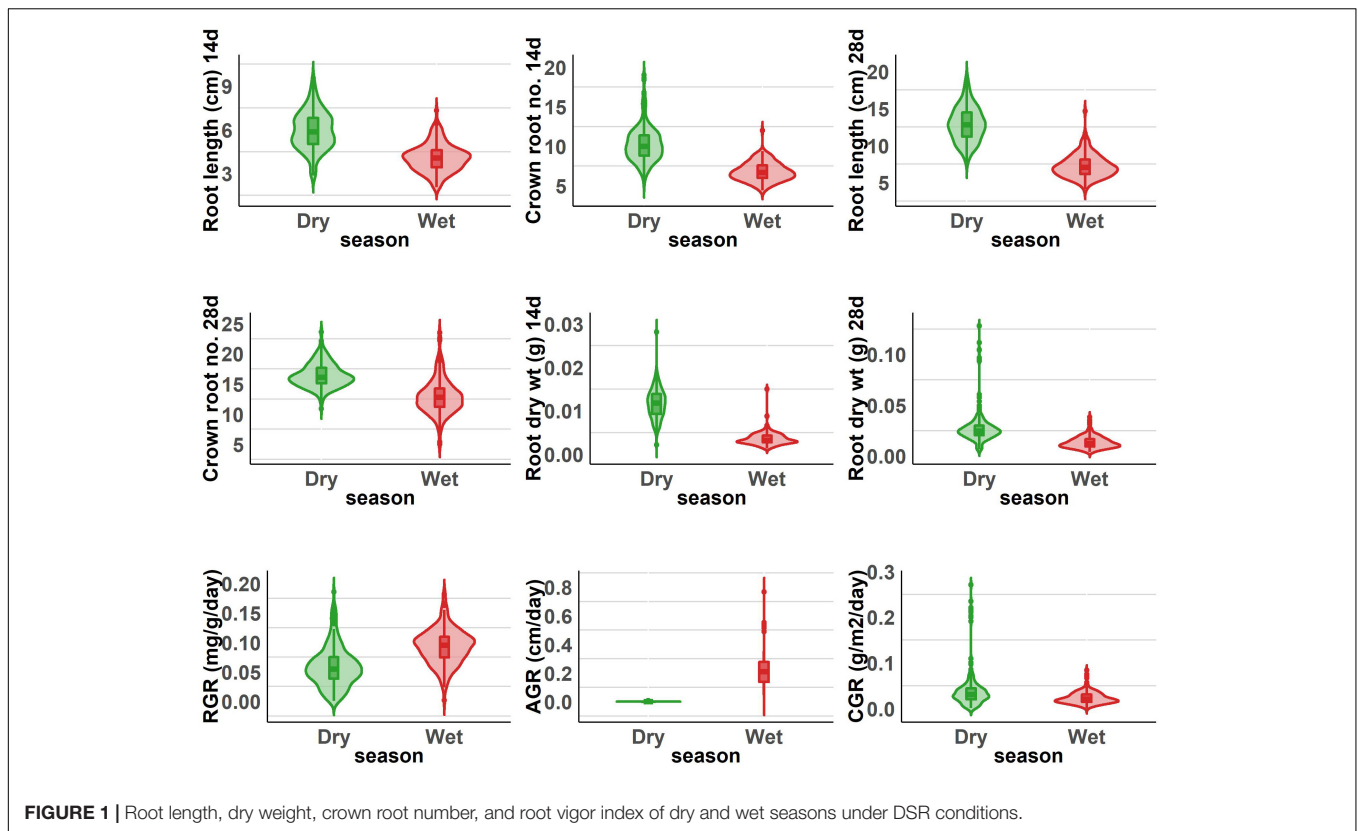 Root length (cm) 14d
9
6
3
Dry Wet
season
Crown root no. 14d
20
15
10
5
Dry Wet
season
Root length (cm) 28d
20
15
10
5
Dry Wet
season
Crown root no. 28d
25
20
15
10
5
Dry Wet
season
Root dry wt (g) 14d
0.03
0.02
0.01
0.00
Dry Wet
season
Root dry wt (g) 28d
0.10
0.05
0.00
Dry Wet
season
RGR (mg/g/day)
0.20
0.15
0.10
0.05
0.00
Dry Wet
season
AGR (cm/day)
0.8
0.6
0.4
0.2
0.0
Dry Wet
season
CGR (g/m2/day)
0.3
0.2
0.1
0.0
Dry Wet
season
FIGURE 1 | Root length, dry weight, crown root number, and root vigor index of dry and wet seasons under DSR conditions.